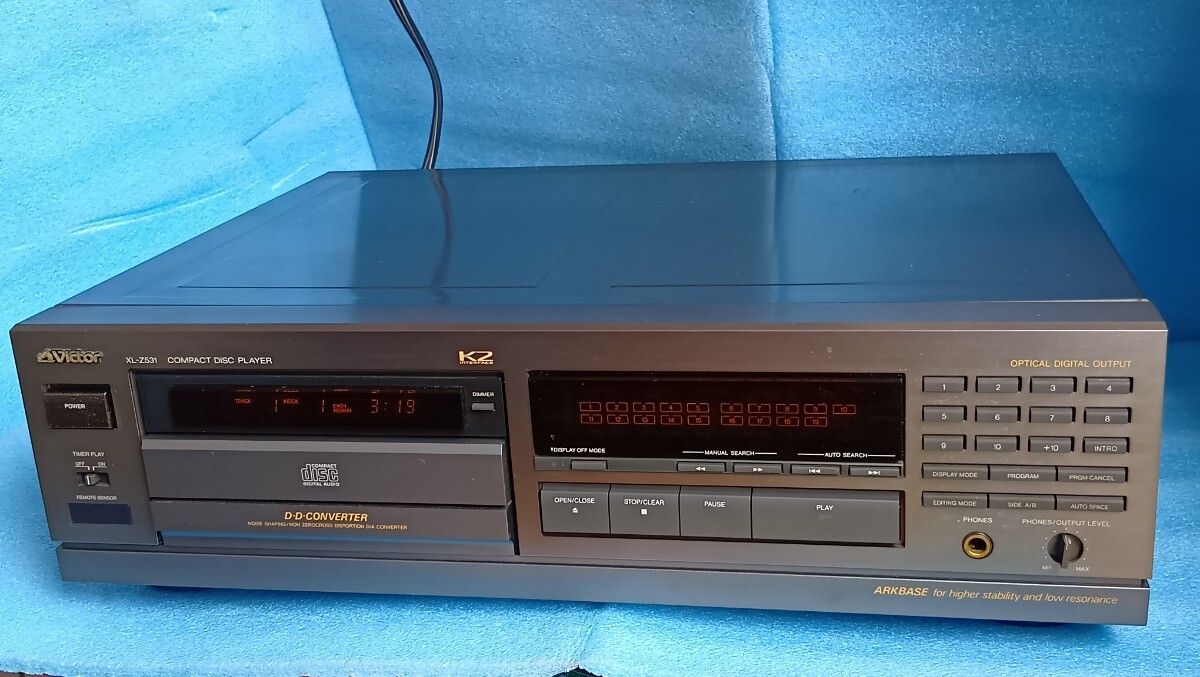 Victor XL-Z531 COMPACT DISC PLAYER
K2
INTERFACE
OPTICAL DIGITAL OUTPUT
POWER
TIMER PLAY
OFF ON
REMOTE SENSOR
TRACK INDEX EACH
REMAIN
1 1 3:19
DIMMER
COMPACT
disc
DIGITAL AUDIO
D·D·CONVERTER
NOISE SHAPING/NON ZEROCROSS DISTORTION D/A CONVERTER
1 2 3 4 5 6 7 8 9 10
11 12 13 14 15 16 17 18 19
DISPLAY OFF MODE
MANUAL SEARCH
AUTO SEARCH
◀◀ ▶▶ I◀◀ ▶▶I
OPEN/CLOSE
STOP/CLEAR
PAUSE
PLAY
1 2 3 4
5 6 7 8
9 10 +10 INTRO
DISPLAY MODE PROGRAM PRGM CANCEL
EDITING MODE SIDE A/B AUTO SPACE
PHONES
PHONES/OUTPUT LEVEL
MIN MAX
ARKBASE for higher stability and low resonance